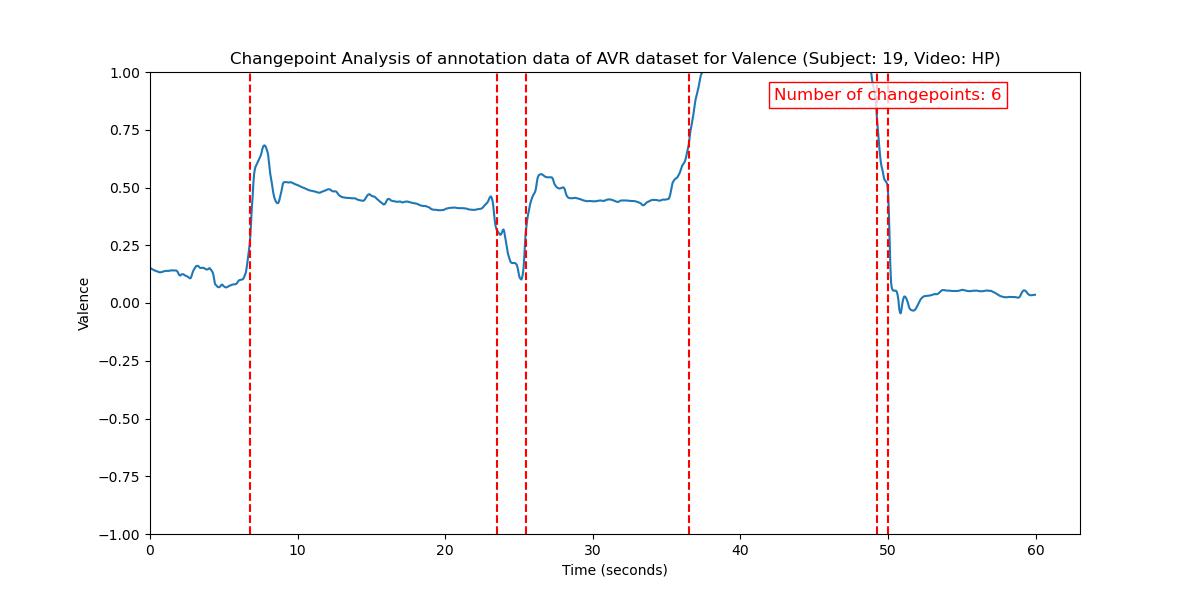 Changepoint Analysis of annotation data of AVR dataset for Valence (Subject: 19, Video: HP)
Number of changepoints: 6
Valence
1.00
0.75
0.50
0.25
0.00
−0.25
−0.50
−0.75
−1.00
0 10 20 30 40 50 60
Time (seconds)